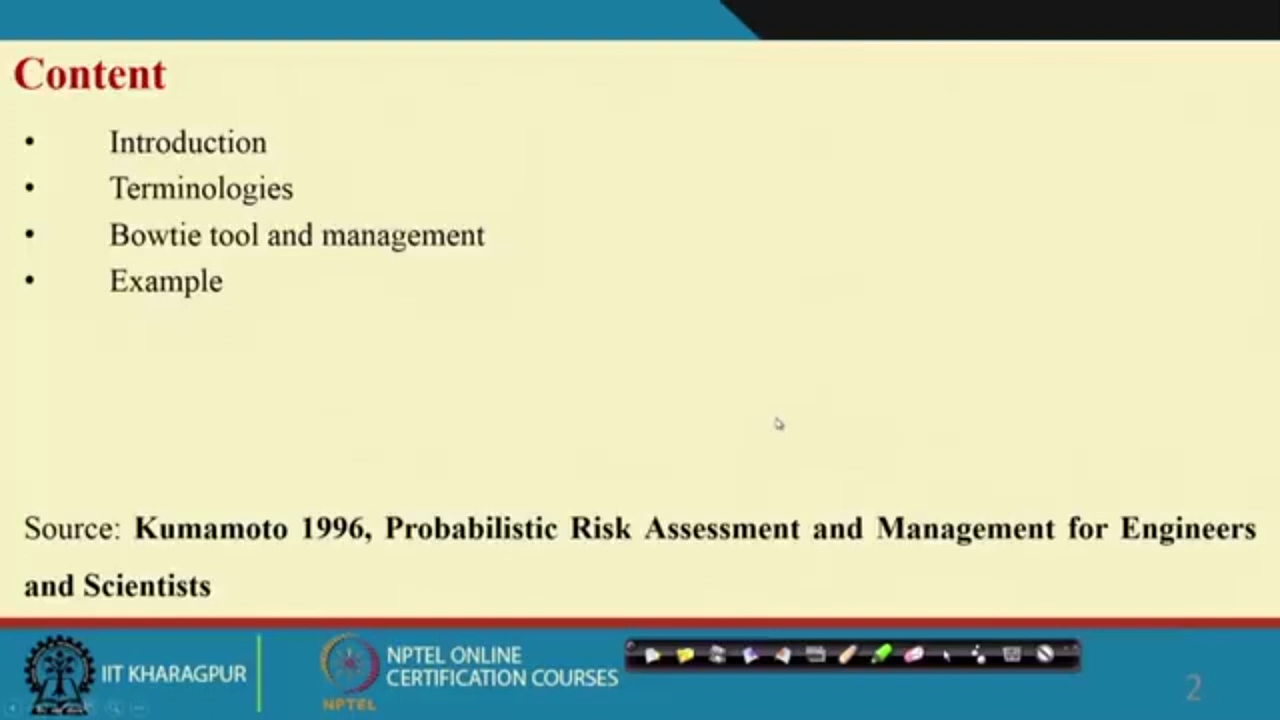 Content
• Introduction
• Terminologies
• Bowtie tool and management
• Example
Source: Kumamoto 1996, Probabilistic Risk Assessment and Management for Engineers
and Scientists
IIT KHARAGPUR
NPTEL ONLINE
CERTIFICATION COURSES
NPTEL
2